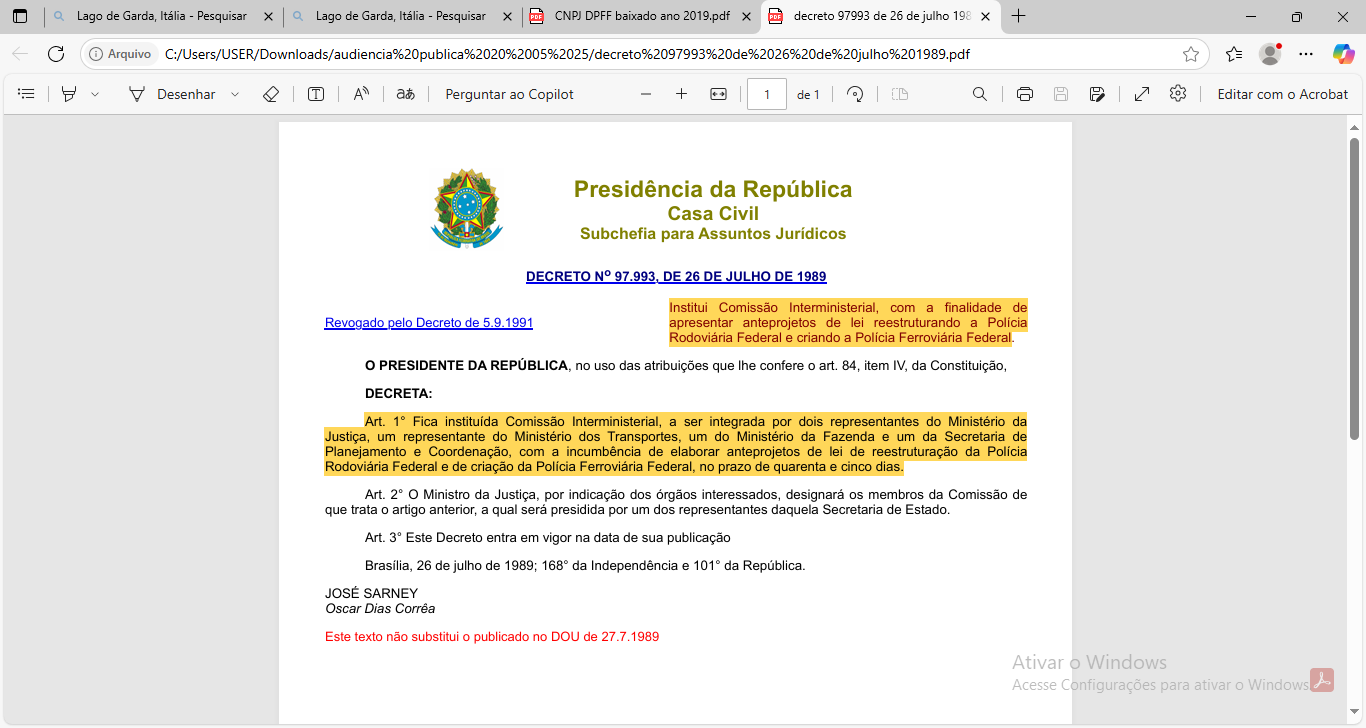 Lago de Garda, Itália - Pesquisar
Lago de Garda, Itália - Pesquisar
CNPJ DPFF baixado ano 2019.pdf
decreto 97993 de 26 de julho 198
Arquivo
C:/Users/USER/Downloads/audiencia%20publica%2020%2005%2025/decreto%2097993%20de%2026%20de%20julho%201989.pdf
Desenhar
aあ
Perguntar ao Copilot
1
de 1
Editar com o Acrobat
Presidência da República
Casa Civil
Subchefia para Assuntos Jurídicos
DECRETO Nº 97.993, DE 26 DE JULHO DE 1989
Revogado pelo Decreto de 5.9.1991
Institui Comissão Interministerial, com a finalidade de
apresentar anteprojetos de lei reestruturando a Polícia
Rodoviária Federal e criando a Polícia Ferroviária Federal.
O PRESIDENTE DA REPÚBLICA, no uso das atribuições que lhe confere o art. 84, item IV, da Constituição,
DECRETA:
Art. 1° Fica instituída Comissão Interministerial, a ser integrada por dois representantes do Ministério da
Justiça, um representante do Ministério dos Transportes, um do Ministério da Fazenda e um da Secretaria de
Planejamento e Coordenação, com a incumbência de elaborar anteprojetos de lei de reestruturação da Polícia
Rodoviária Federal e de criação da Polícia Ferroviária Federal, no prazo de quarenta e cinco dias.
Art. 2° O Ministro da Justiça, por indicação dos órgãos interessados, designará os membros da Comissão de
que trata o artigo anterior, a qual será presidida por um dos representantes daquela Secretaria de Estado.
Art. 3° Este Decreto entra em vigor na data de sua publicação
Brasília, 26 de julho de 1989; 168° da Independência e 101° da República.
JOSÉ SARNEY
Oscar Dias Corrêa
Este texto não substitui o publicado no DOU de 27.7.1989
Ativar o Windows
Acesse Configurações para ativar o Windows